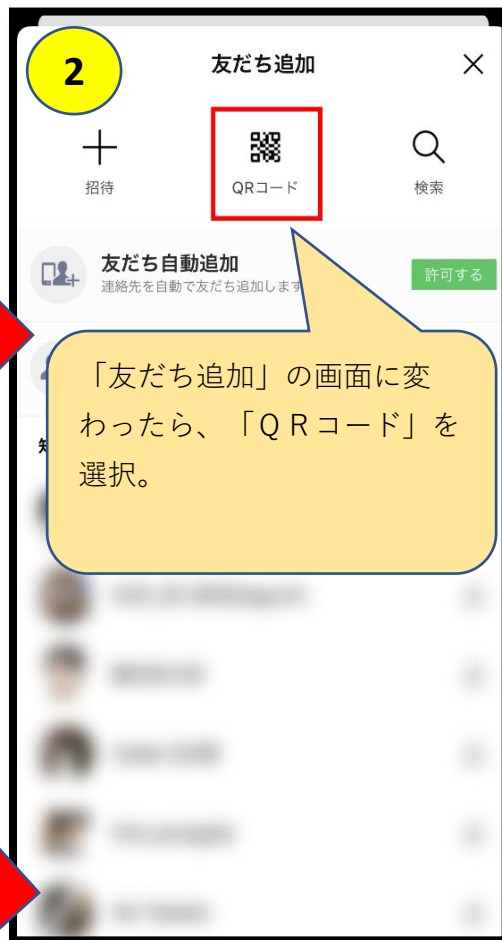 2
友だち追加
招待
QRコード
検索
友だち自動追加
連絡先を自動で友だち追加します
許可する
「友だち追加」の画面に変
わったら、「ＱＲコード」を
選択。